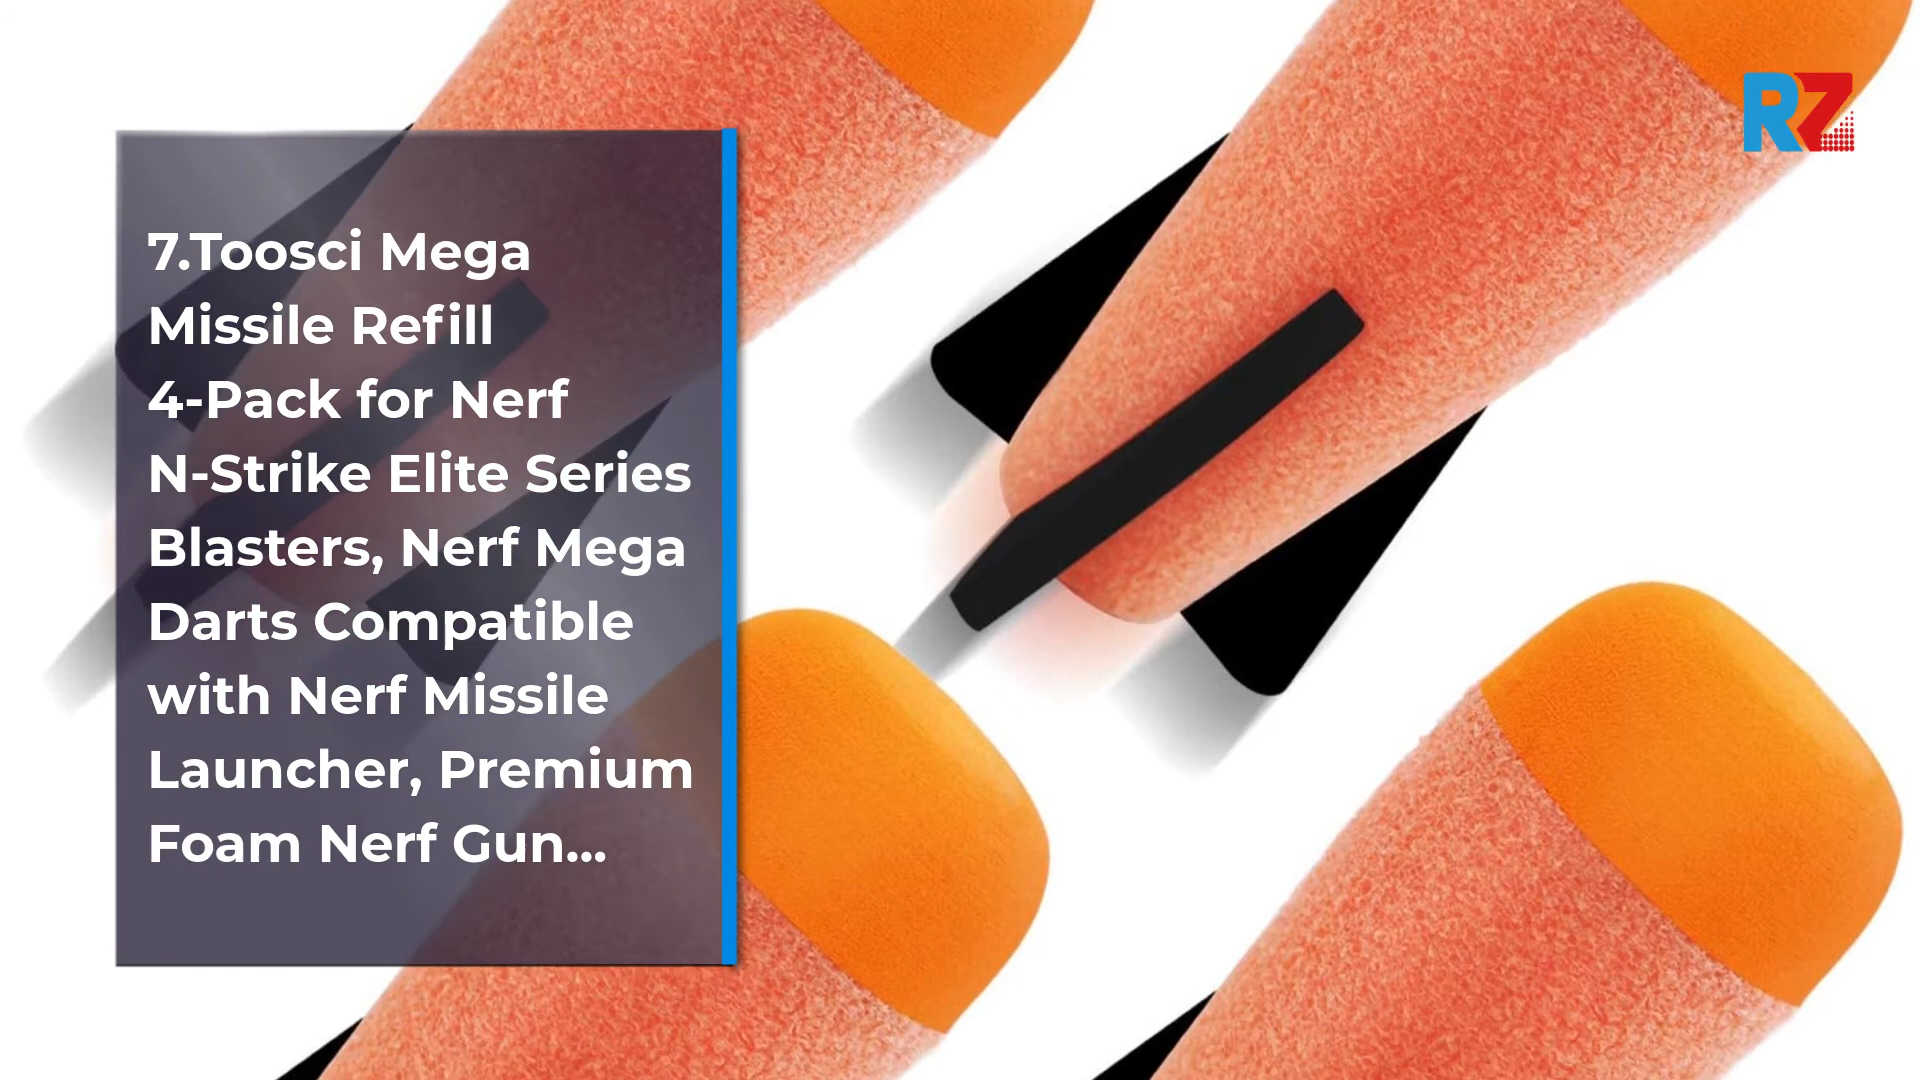 RZ
7.Toosci Mega
Missile Refill
4-Pack for Nerf
N-Strike Elite Series
Blasters, Nerf Mega
Darts Compatible
with Nerf Missile
Launcher, Premium
Foam Nerf Gun...